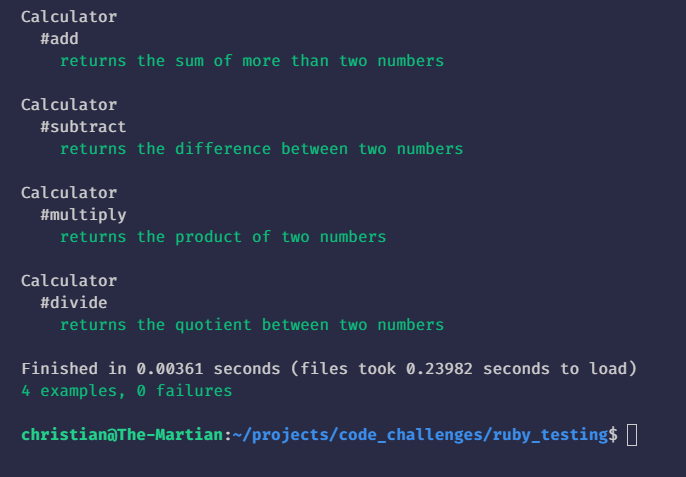 Calculator
  #add
    returns the sum of more than two numbers

Calculator
  #subtract
    returns the difference between two numbers

Calculator
  #multiply
    returns the product of two numbers

Calculator
  #divide
    returns the quotient between two numbers

Finished in 0.00361 seconds (files took 0.23982 seconds to load)
4 examples, 0 failures

christian@The-Martian:~/projects/code_challenges/ruby_testing$